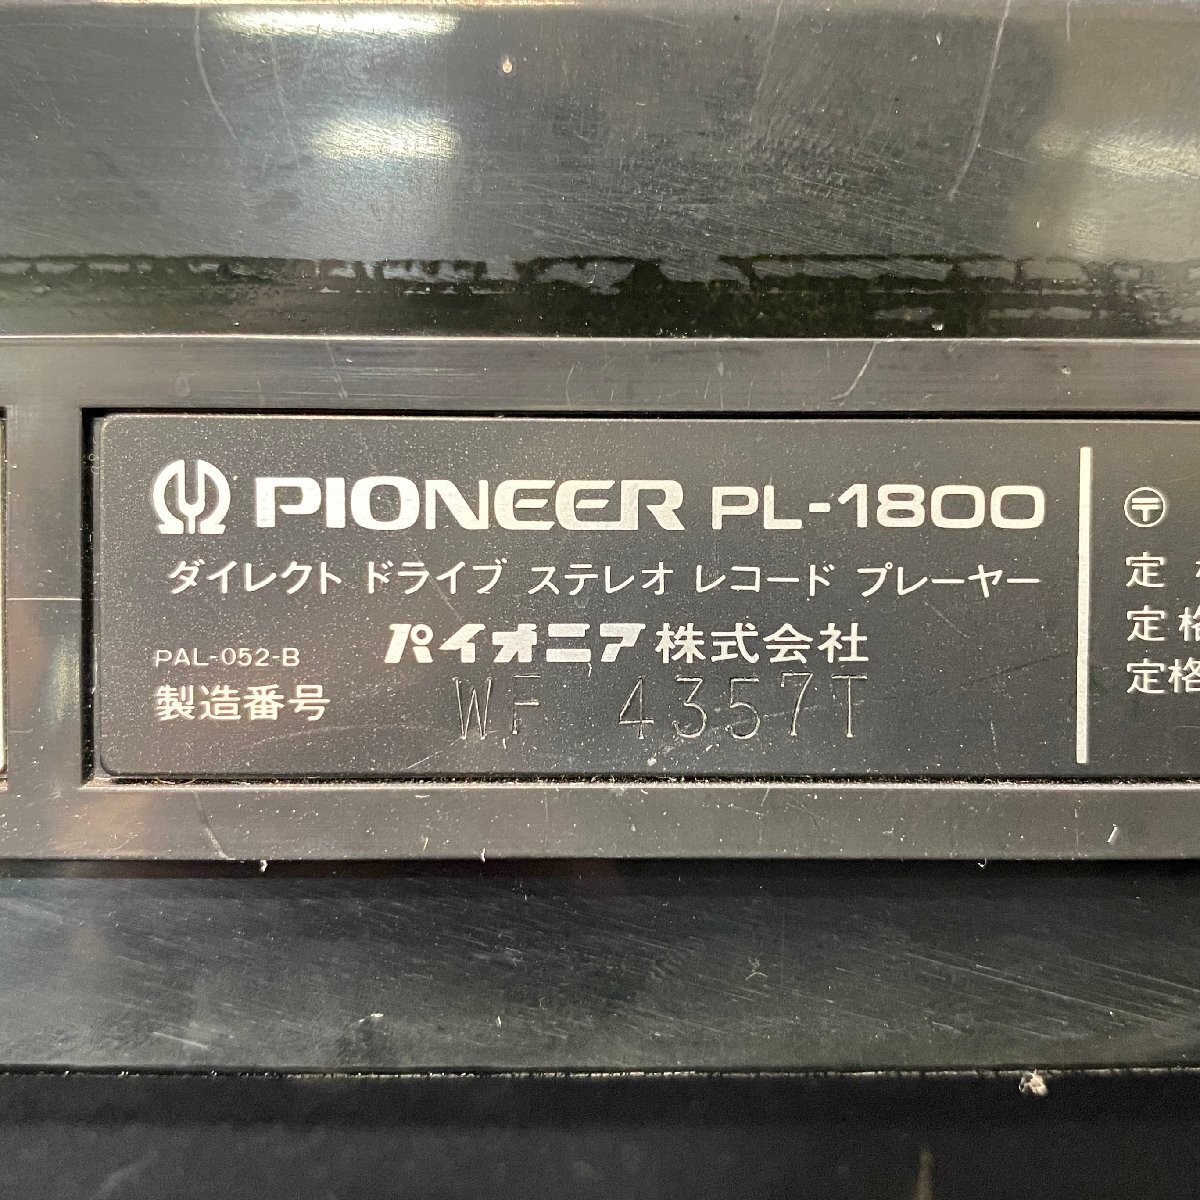 PIONEER PL-1800
ダイレクト ドライブ ステレオ レコード プレーヤー
パイオニア株式会社
PAL-052-B
製造番号 WF 4357T
〒
定
定格
定格